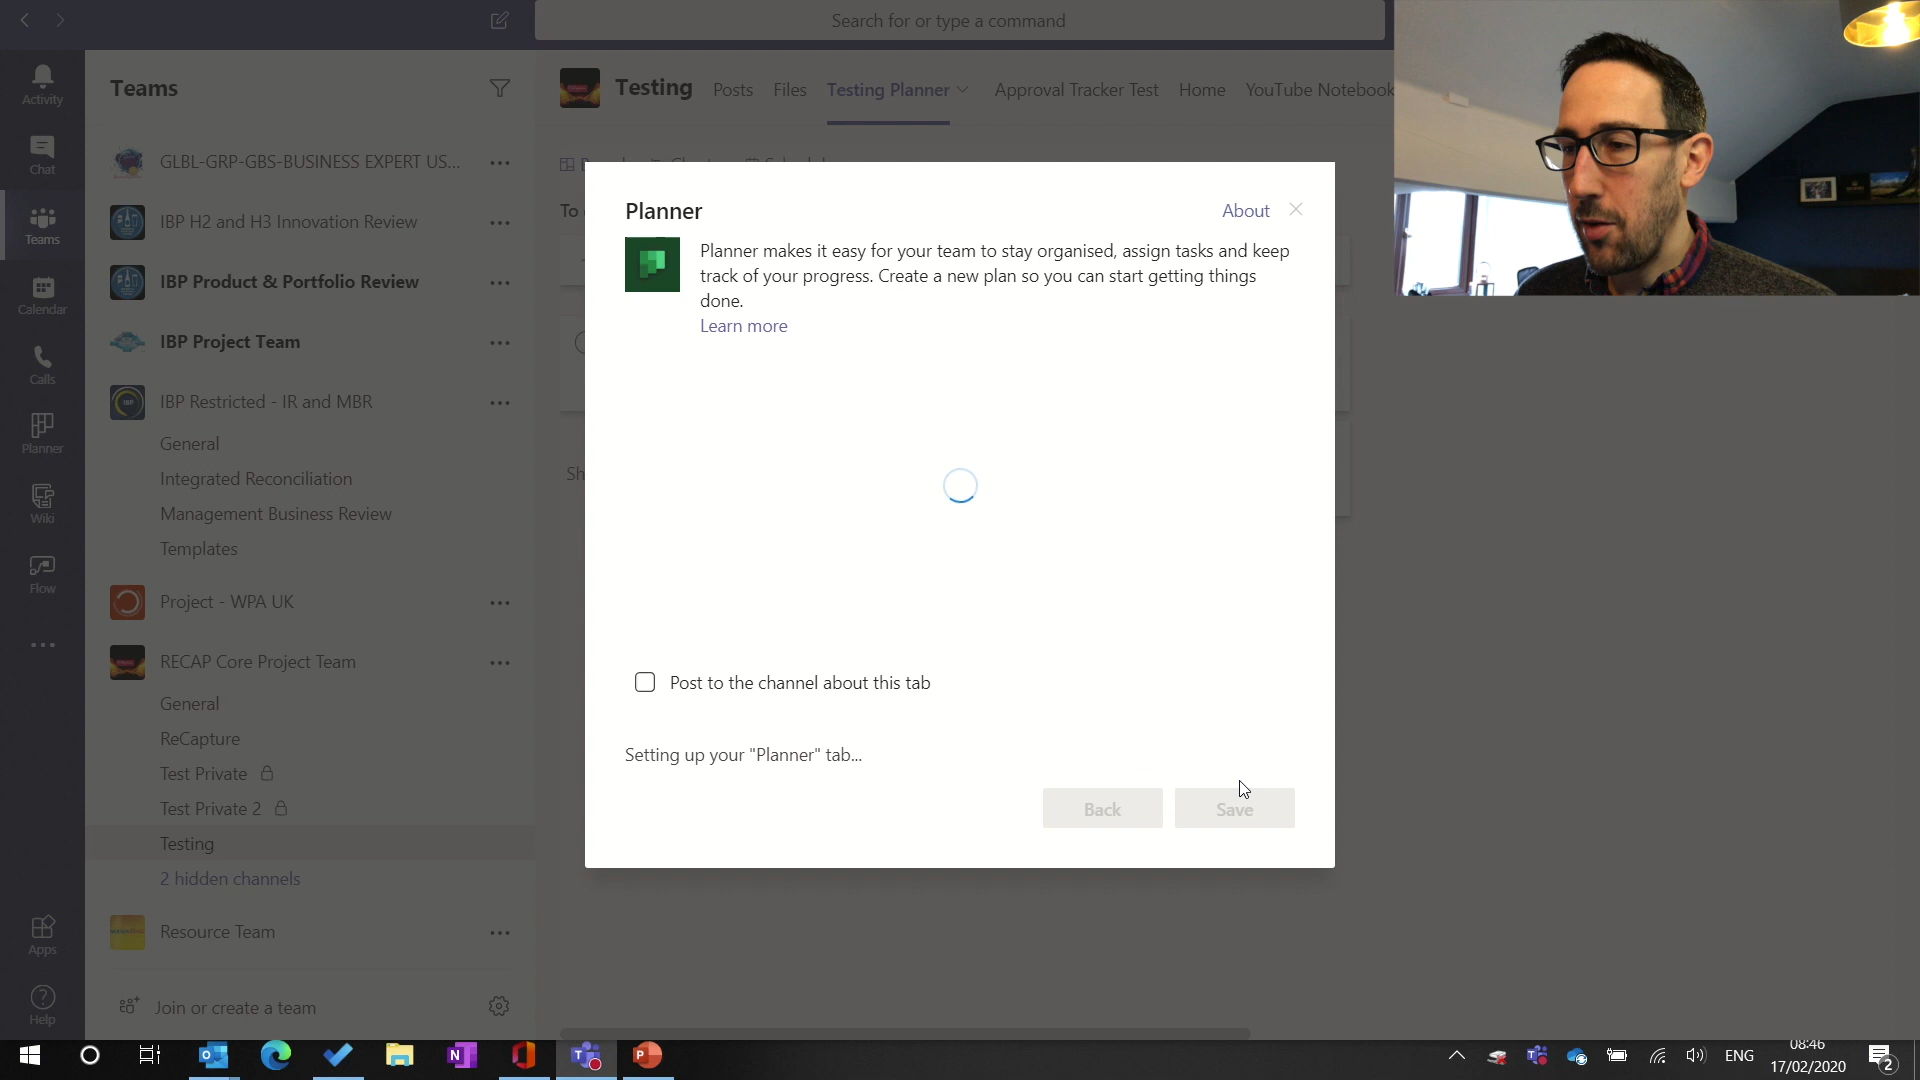 Search for or type a command
Activity
Chat
Teams
Calendar
Calls
Planner
Wiki
Flow
Apps
Help
Teams
GLBL-GRP-GBS-BUSINESS EXPERT US...
IBP H2 and H3 Innovation Review
IBP Product & Portfolio Review
IBP Project Team
IBP Restricted - IR and MBR
General
Integrated Reconciliation
Management Business Review
Templates
Project - WPA UK
RECAP Core Project Team
General
ReCapture
Test Private
Test Private 2
Testing
2 hidden channels
Resource Team
Join or create a team
Testing Posts Files Testing Planner Approval Tracker Test Home YouTube Notebook
To
Sh
Planner
About
Planner makes it easy for your team to stay organised, assign tasks and keep
track of your progress. Create a new plan so you can start getting things
done.
Learn more
Post to the channel about this tab
Setting up your "Planner" tab...
Back Save
ENG
08:46
17/02/2020
2